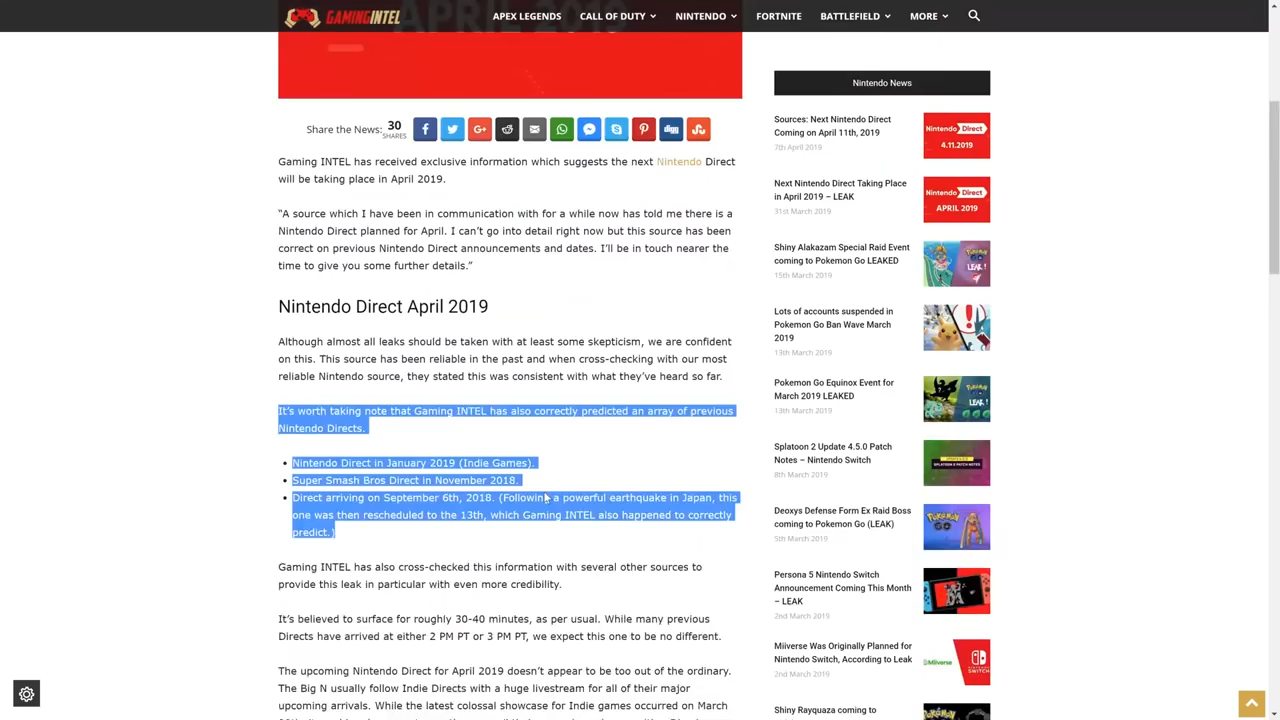 GAMINGINTEL
APEX LEGENDS
CALL OF DUTY
NINTENDO
FORTNITE
BATTLEFIELD
MORE
Share the News:
30
SHARES
Gaming INTEL has received exclusive information which suggests the next Nintendo Direct
will be taking place in April 2019.
“A source which I have been in communication with for a while now has told me there is a
Nintendo Direct planned for April. I can’t go into detail right now but this source has been
correct on previous Nintendo Direct announcements and dates. I’ll be in touch nearer the
time to give you some further details.”
Nintendo Direct April 2019
Although almost all leaks should be taken with at least some skepticism, we are confident
on this. This source has been reliable in the past and when cross-checking with our most
reliable Nintendo source, they stated this was consistent with what they’ve heard so far.
It’s worth taking note that Gaming INTEL has also correctly predicted an array of previous
Nintendo Directs.
• Nintendo Direct in January 2019 (Indie Games).
• Super Smash Bros Direct in November 2018.
• Direct arriving on September 6th, 2018. (Following a powerful earthquake in Japan, this
one was then rescheduled to the 13th, which Gaming INTEL also happened to correctly
predict.)
Gaming INTEL has also cross-checked this information with several other sources to
provide this leak in particular with even more credibility.
It’s believed to surface for roughly 30-40 minutes, as per usual. While many previous
Directs have arrived at either 2 PM PT or 3 PM PT, we expect this one to be no different.
The upcoming Nintendo Direct for April 2019 doesn’t appear to be too out of the ordinary.
The Big N usually follow Indie Directs with a huge livestream for all of their major
upcoming arrivals. While the latest colossal showcase for Indie games occurred on March
Nintendo News
Sources: Next Nintendo Direct
Coming on April 11th, 2019
7th April 2019
Nintendo Direct
4.11.2019
Next Nintendo Direct Taking Place
in April 2019 – LEAK
31st March 2019
Nintendo Direct
APRIL 2019
Shiny Alakazam Special Raid Event
coming to Pokemon Go LEAKED
15th March 2019
LEAK !
Lots of accounts suspended in
Pokemon Go Ban Wave March
2019
13th March 2019
Pokemon Go Equinox Event for
March 2019 LEAKED
13th March 2019
LEAK !
Splatoon 2 Update 4.5.0 Patch
Notes – Nintendo Switch
8th March 2019
Deoxys Defense Form Ex Raid Boss
coming to Pokemon Go (LEAK)
5th March 2019
Persona 5 Nintendo Switch
Announcement Coming This Month
– LEAK
2nd March 2019
Miiverse Was Originally Planned for
Nintendo Switch, According to Leak
2nd March 2019
Miiverse
NINTENDO
SWITCH
Shiny Rayquaza coming to